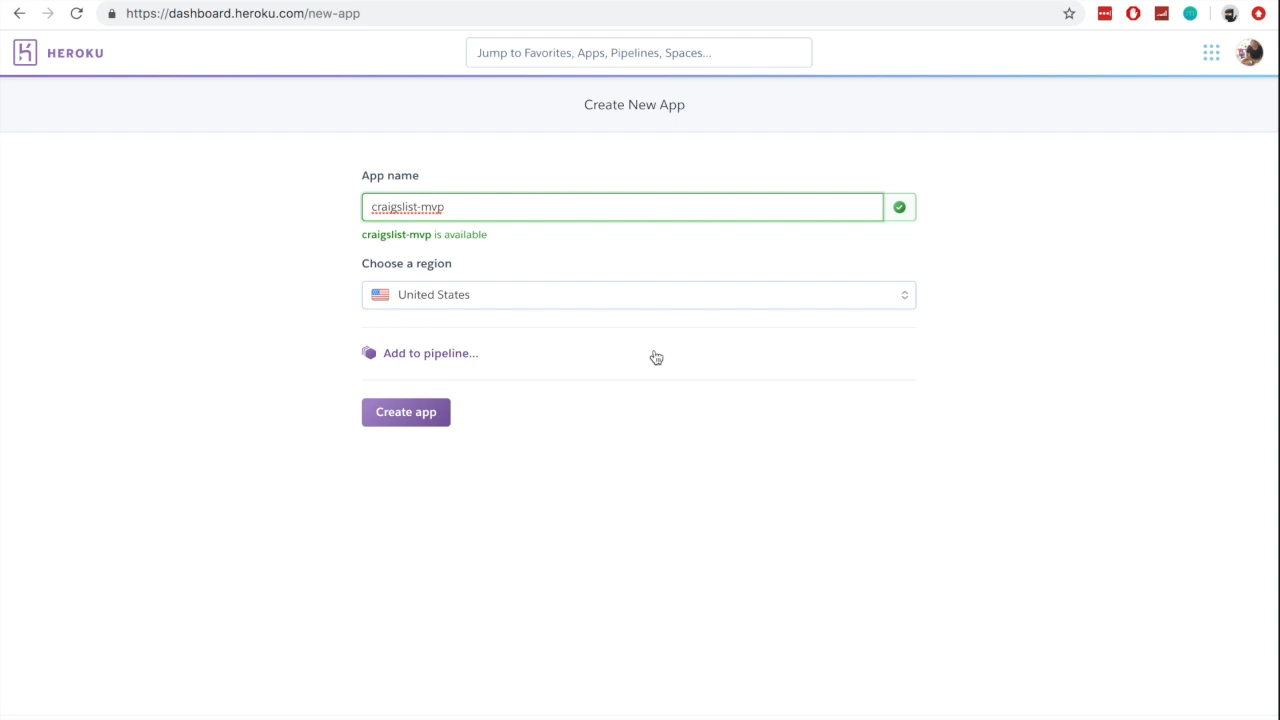 https://dashboard.heroku.com/new-app
HEROKU
Jump to Favorites, Apps, Pipelines, Spaces...
Create New App
App name
craigslist-mvp
craigslist-mvp is available
Choose a region
United States
Add to pipeline...
Create app